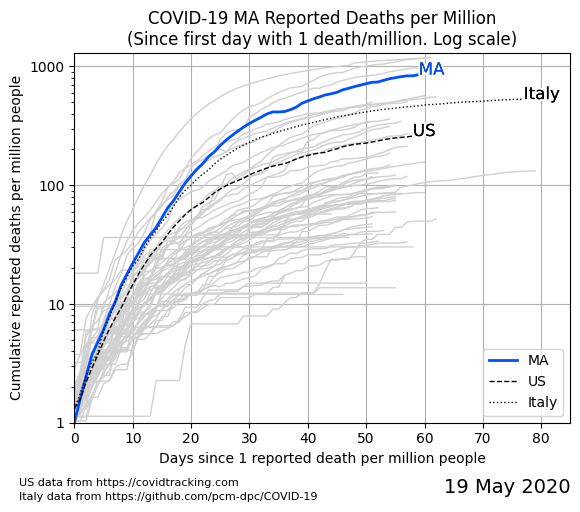 COVID-19 MA Reported Deaths per Million
(Since first day with 1 death/million. Log scale)
Cumulative reported deaths per million people
1000
100
10
1
MA
Italy
US
MA
US
Italy
0 10 20 30 40 50 60 70 80
Days since 1 reported death per million people
US data from https://covidtracking.com
Italy data from https://github.com/pcm-dpc/COVID-19
19 May 2020